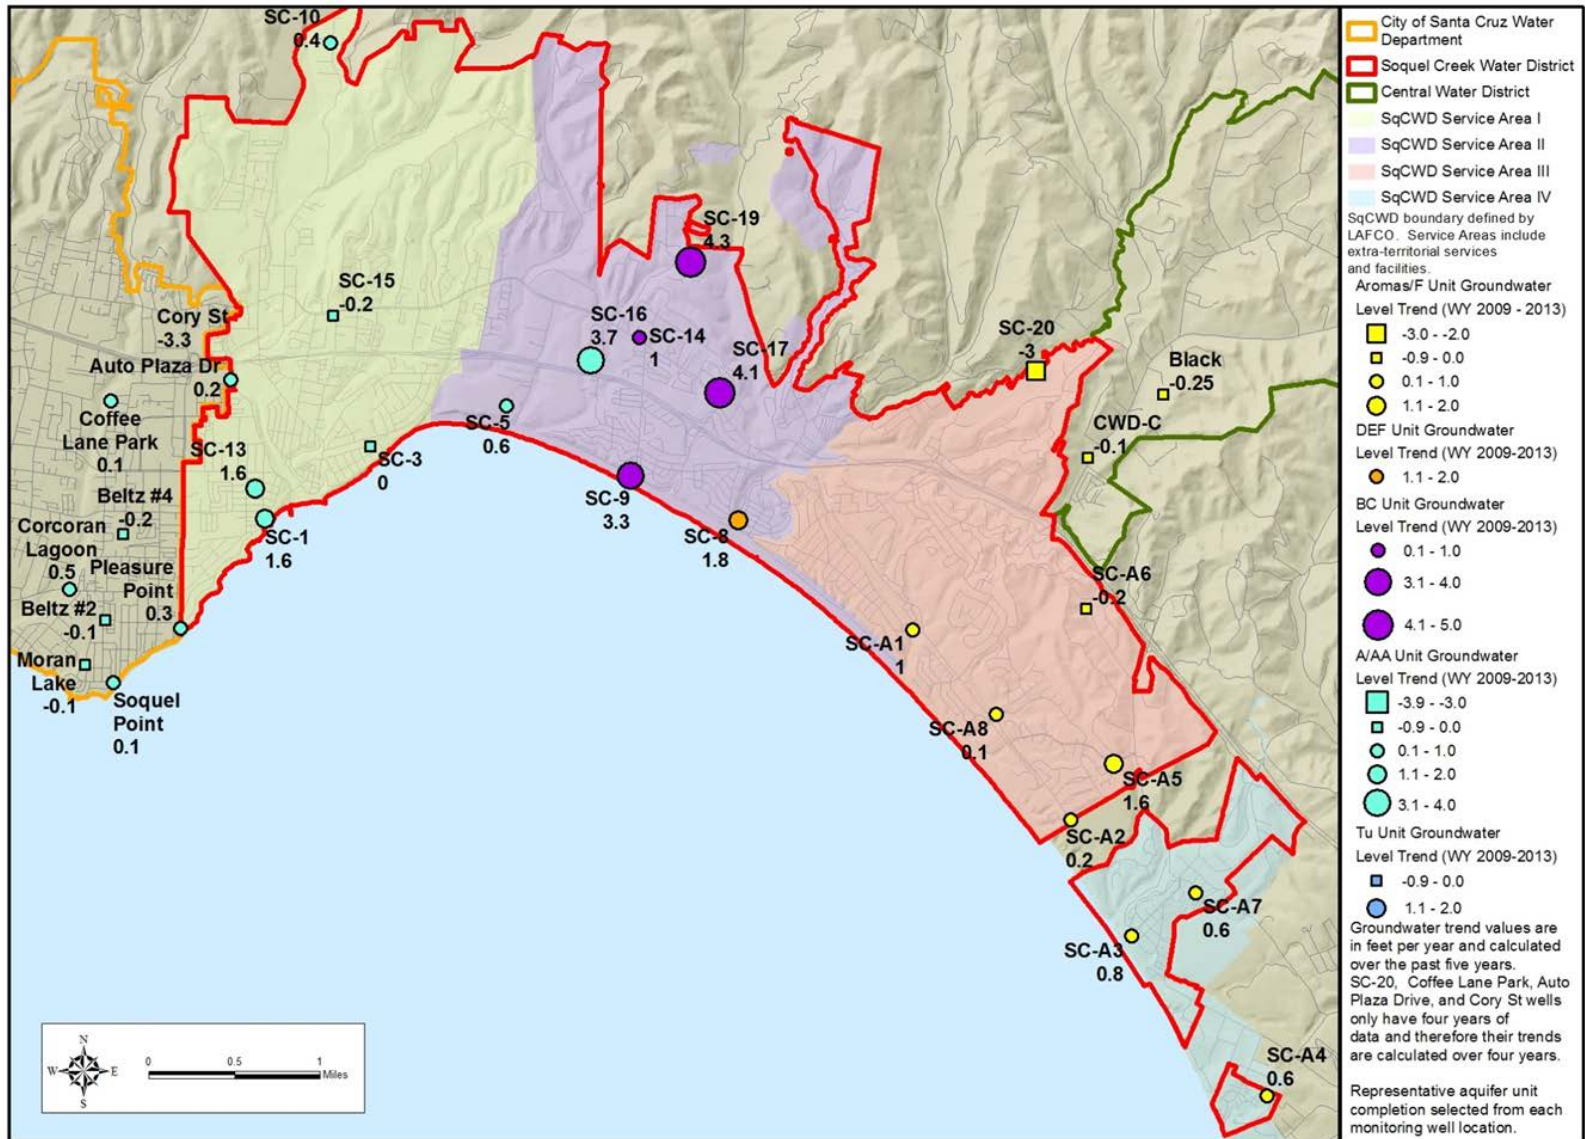 SC-10
0.4
SC-15
-0.2
Cory St
-3.3
Auto Plaza Dr
0.2
Coffee
Lane Park
0.1
SC-13
1.6
SC-3
0
Beltz #4
-0.2
Corcoran
Lagoon
0.5
Pleasure
Point
0.3
SC-1
1.6
Beltz #2
-0.1
Moran
Lake
-0.1
Soquel
Point
0.1
SC-19
4.3
SC-16
3.7
SC-14
1
SC-17
4.1
SC-5
0.6
SC-9
3.3
SC-8
1.8
SC-20
-3
Black
-0.25
CWD-C
-0.1
SC-A6
-0.2
SC-A1
1
SC-A8
0.1
SC-A5
1.6
SC-A2
0.2
SC-A7
0.6
SC-A3
0.8
SC-A4
0.6
N
W E
S
0 0.5 1
Miles
City of Santa Cruz Water
Department
Soquel Creek Water District
Central Water District
SqCWD Service Area I
SqCWD Service Area II
SqCWD Service Area III
SqCWD Service Area IV
SqCWD boundary defined by
LAFCO. Service Areas include
extra-territorial services
and facilities.
Aromas/F Unit Groundwater
Level Trend (WY 2009 - 2013)
-3.0 - -2.0
-0.9 - 0.0
0.1 - 1.0
1.1 - 2.0
DEF Unit Groundwater
Level Trend (WY 2009-2013)
1.1 - 2.0
BC Unit Groundwater
Level Trend (WY 2009-2013)
0.1 - 1.0
3.1 - 4.0
4.1 - 5.0
A/AA Unit Groundwater
Level Trend (WY 2009-2013)
-3.9 - -3.0
-0.9 - 0.0
0.1 - 1.0
1.1 - 2.0
3.1 - 4.0
Tu Unit Groundwater
Level Trend (WY 2009-2013)
-0.9 - 0.0
1.1 - 2.0
Groundwater trend values are
in feet per year and calculated
over the past five years.
SC-20, Coffee Lane Park, Auto
Plaza Drive, and Cory St wells
only have four years of
data and therefore their trends
are calculated over four years.
Representative aquifer unit
completion selected from each
monitoring well location.